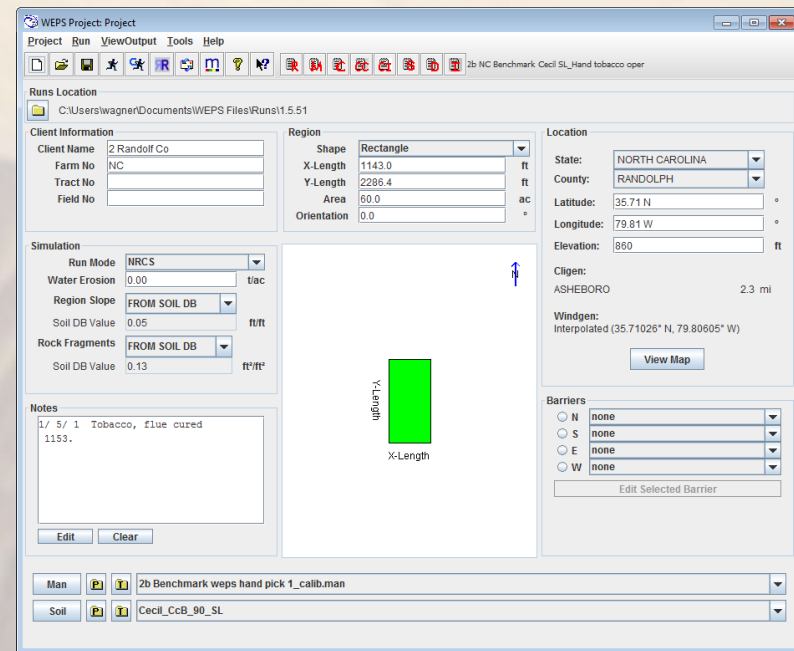 WEPS Project: Project
Project Run ViewOutput Tools Help
2b NC Benchmark Cecil SL_Hand tobacco oper
Runs Location
C:\Users\wagner\Documents\WEPS Files\Runs\1.5.51
Client Information
Client Name 2 Randolf Co
Farm No NC
Tract No
Field No
Region
Shape Rectangle
X-Length 1143.0 ft
Y-Length 2286.4 ft
Area 60.0 ac
Orientation 0.0 °
Location
State: NORTH CAROLINA
County: RANDOLPH
Latitude: 35.71 N °
Longitude: 79.81 W °
Elevation: 860 ft
Cligen:
ASHEBORO 2.3 mi
Windgen:
Interpolated (35.71026° N, 79.80605° W)
View Map
Simulation
Run Mode NRCS
Water Erosion 0.00 t/ac
Region Slope FROM SOIL DB
Soil DB Value 0.05 ft/ft
Rock Fragments FROM SOIL DB
Soil DB Value 0.13 ft³/ft³
N
Y-Length
X-Length
Notes
1/ 5/ 1 Tobacco, flue cured
1153.
Edit Clear
Barriers
N none
S none
E none
W none
Edit Selected Barrier
Man P T 2b Benchmark weps hand pick 1_calib.man
Soil P T Cecil_CcB_90_SL